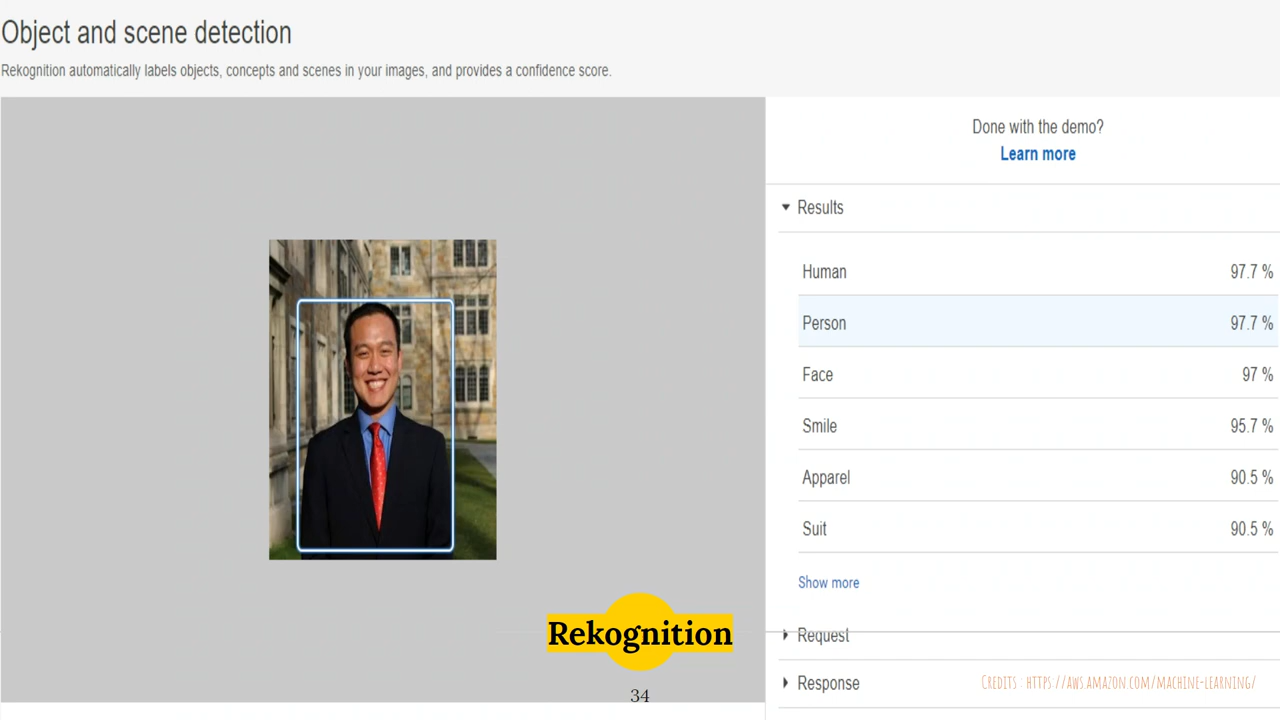 Object and scene detection
Rekognition automatically labels objects, concepts and scenes in your images, and provides a confidence score.
Done with the demo?
Learn more
Results
Human 97.7 %
Person 97.7 %
Face 97 %
Smile 95.7 %
Apparel 90.5 %
Suit 90.5 %
Show more
Rekognition
Request
Response
Credits : https://aws.amazon.com/machine-learning/
34